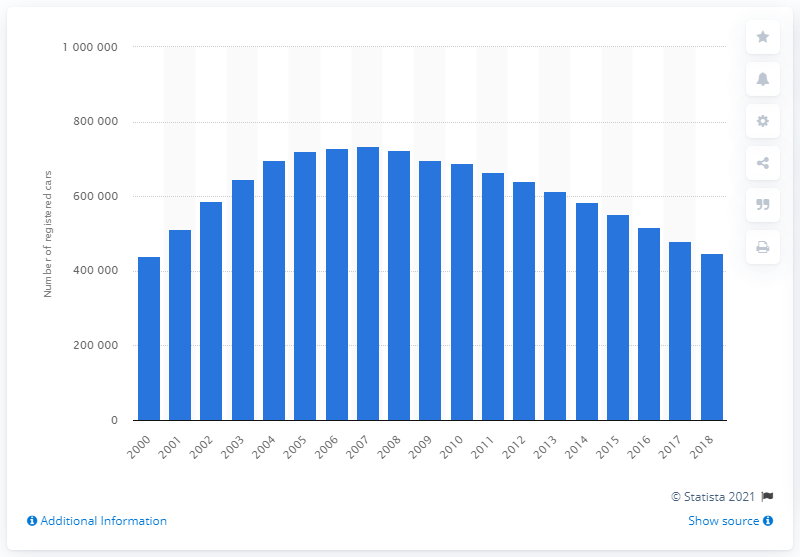 1 000 000
800 000
600 000
400 000
200 000
0
Number of registered cars
2000 2001 2002 2003 2004 2005 2006 2007 2008 2009 2010 2011 2012 2013 2014 2015 2016 2017 2018
© Statista 2021
Additional Information
Show source